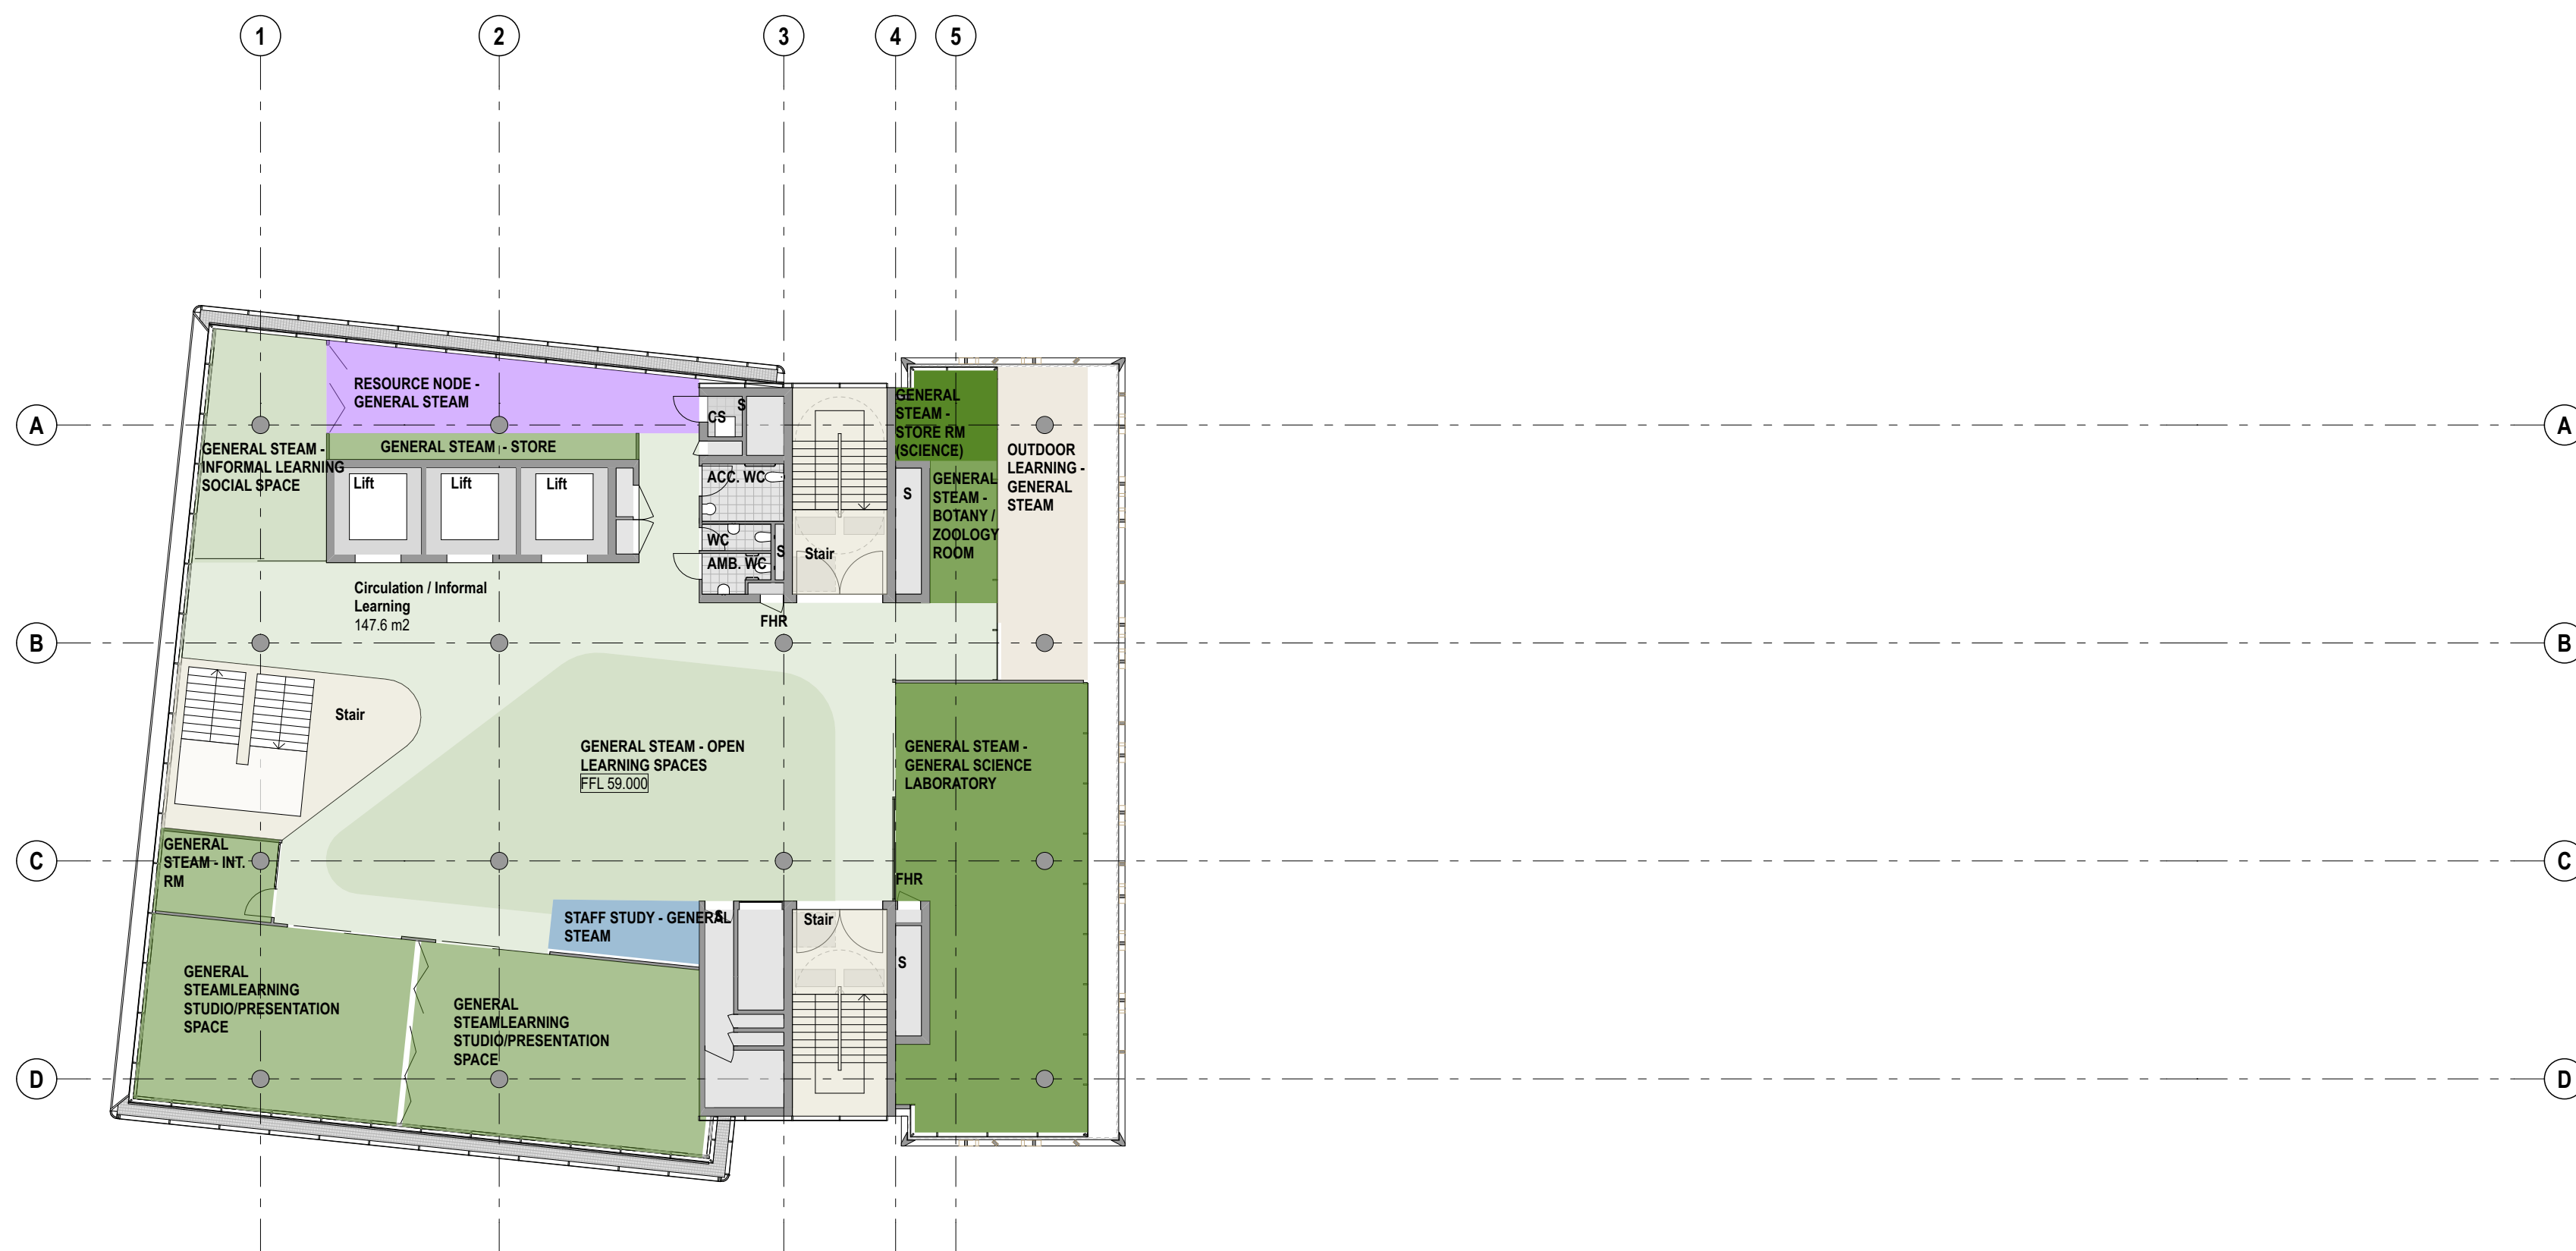 1
2
3
4
5
A
A
RESOURCE NODE -
GENERAL STEAM
CS
S
GENERAL
STEAM -
STORE RM
(SCIENCE)
GENERAL STEAM -
INFORMAL LEARNING
SOCIAL SPACE
GENERAL STEAM - STORE
OUTDOOR
LEARNING -
GENERAL
STEAM
Lift
Lift
Lift
ACC. WC
S
GENERAL
STEAM -
BOTANY /
ZOOLOGY
ROOM
WC
S
Stair
AMB. WC
Circulation / Informal
Learning
147.6 m2
FHR
B
B
Stair
GENERAL STEAM - OPEN
LEARNING SPACES
FFL 59.000
GENERAL STEAM -
GENERAL SCIENCE
LABORATORY
GENERAL
STEAM - INT.
RM
C
C
FHR
STAFF STUDY - GENERAL
STEAM
S
Stair
S
GENERAL
STEAMLEARNING
STUDIO/PRESENTATION
SPACE
GENERAL
STEAMLEARNING
STUDIO/PRESENTATION
SPACE
D
D